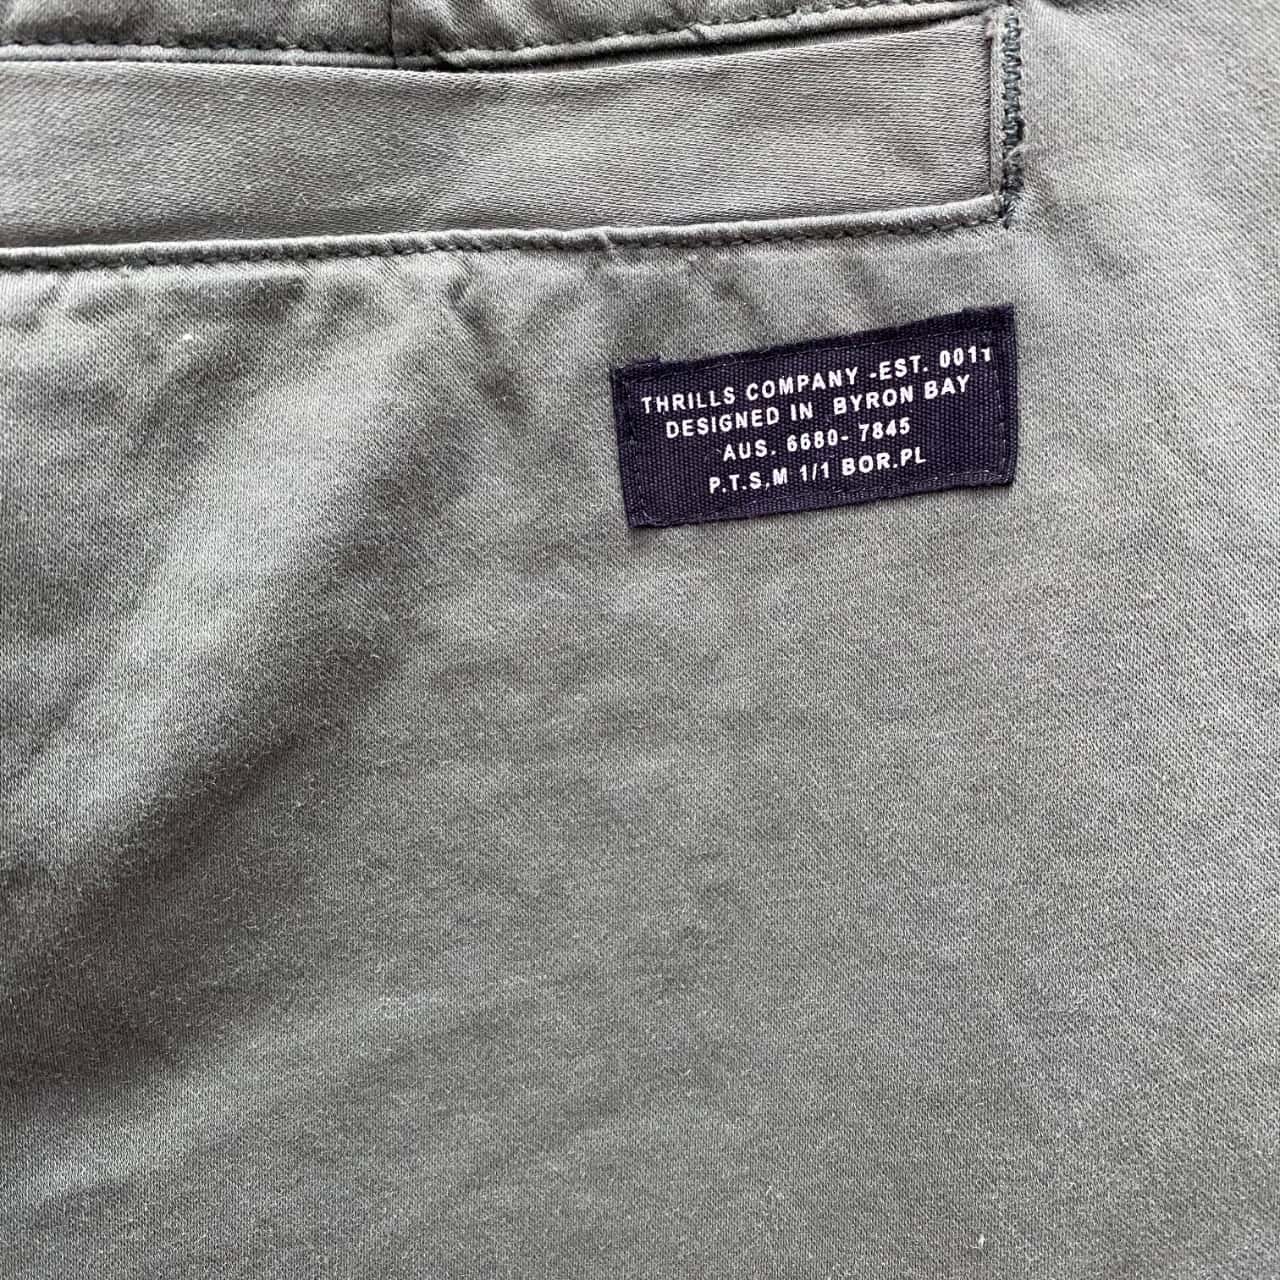 THRILLS COMPANY -EST. 0011
DESIGNED IN BYRON BAY
AUS. 6680- 7845
P.T.S,M 1/1 BOR.PL